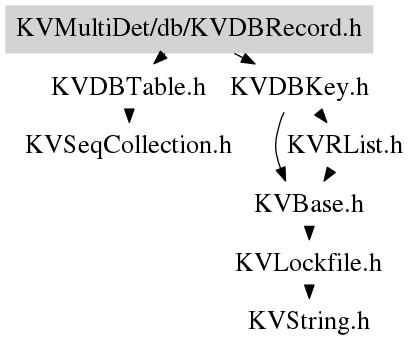 KVMultiDet/db/KVDBRecord.h
KVDBTable.h
KVDBKey.h
KVSeqCollection.h
KVRList.h
KVBase.h
KVLockfile.h
KVString.h